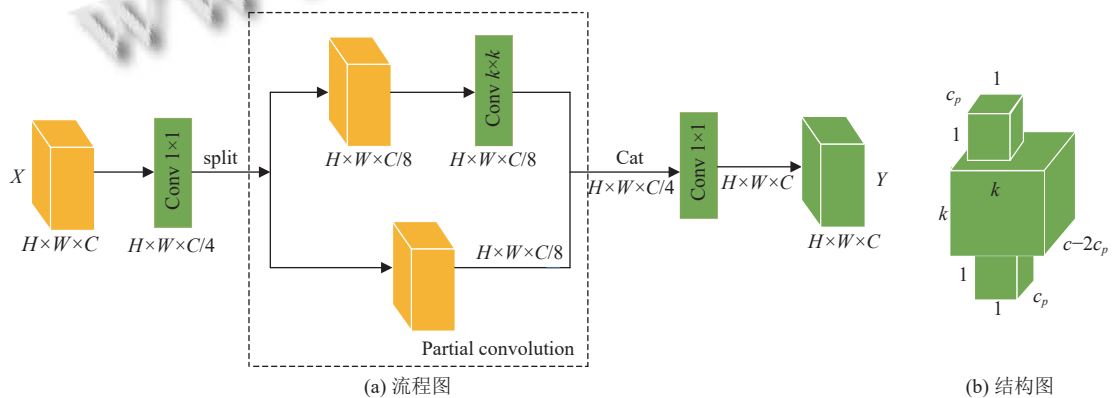 X
H×W×C
Conv 1×1
H×W×C/4
split
H×W×C/8
Conv k×k
H×W×C/8
H×W×C/8
Partial convolution
Cat
H×W×C/4
Conv 1×1
H×W×C
Y
H×W×C
(a) 流程图
1
c_p
1
k
k
c−2c_p
1
c_p
1
(b) 结构图